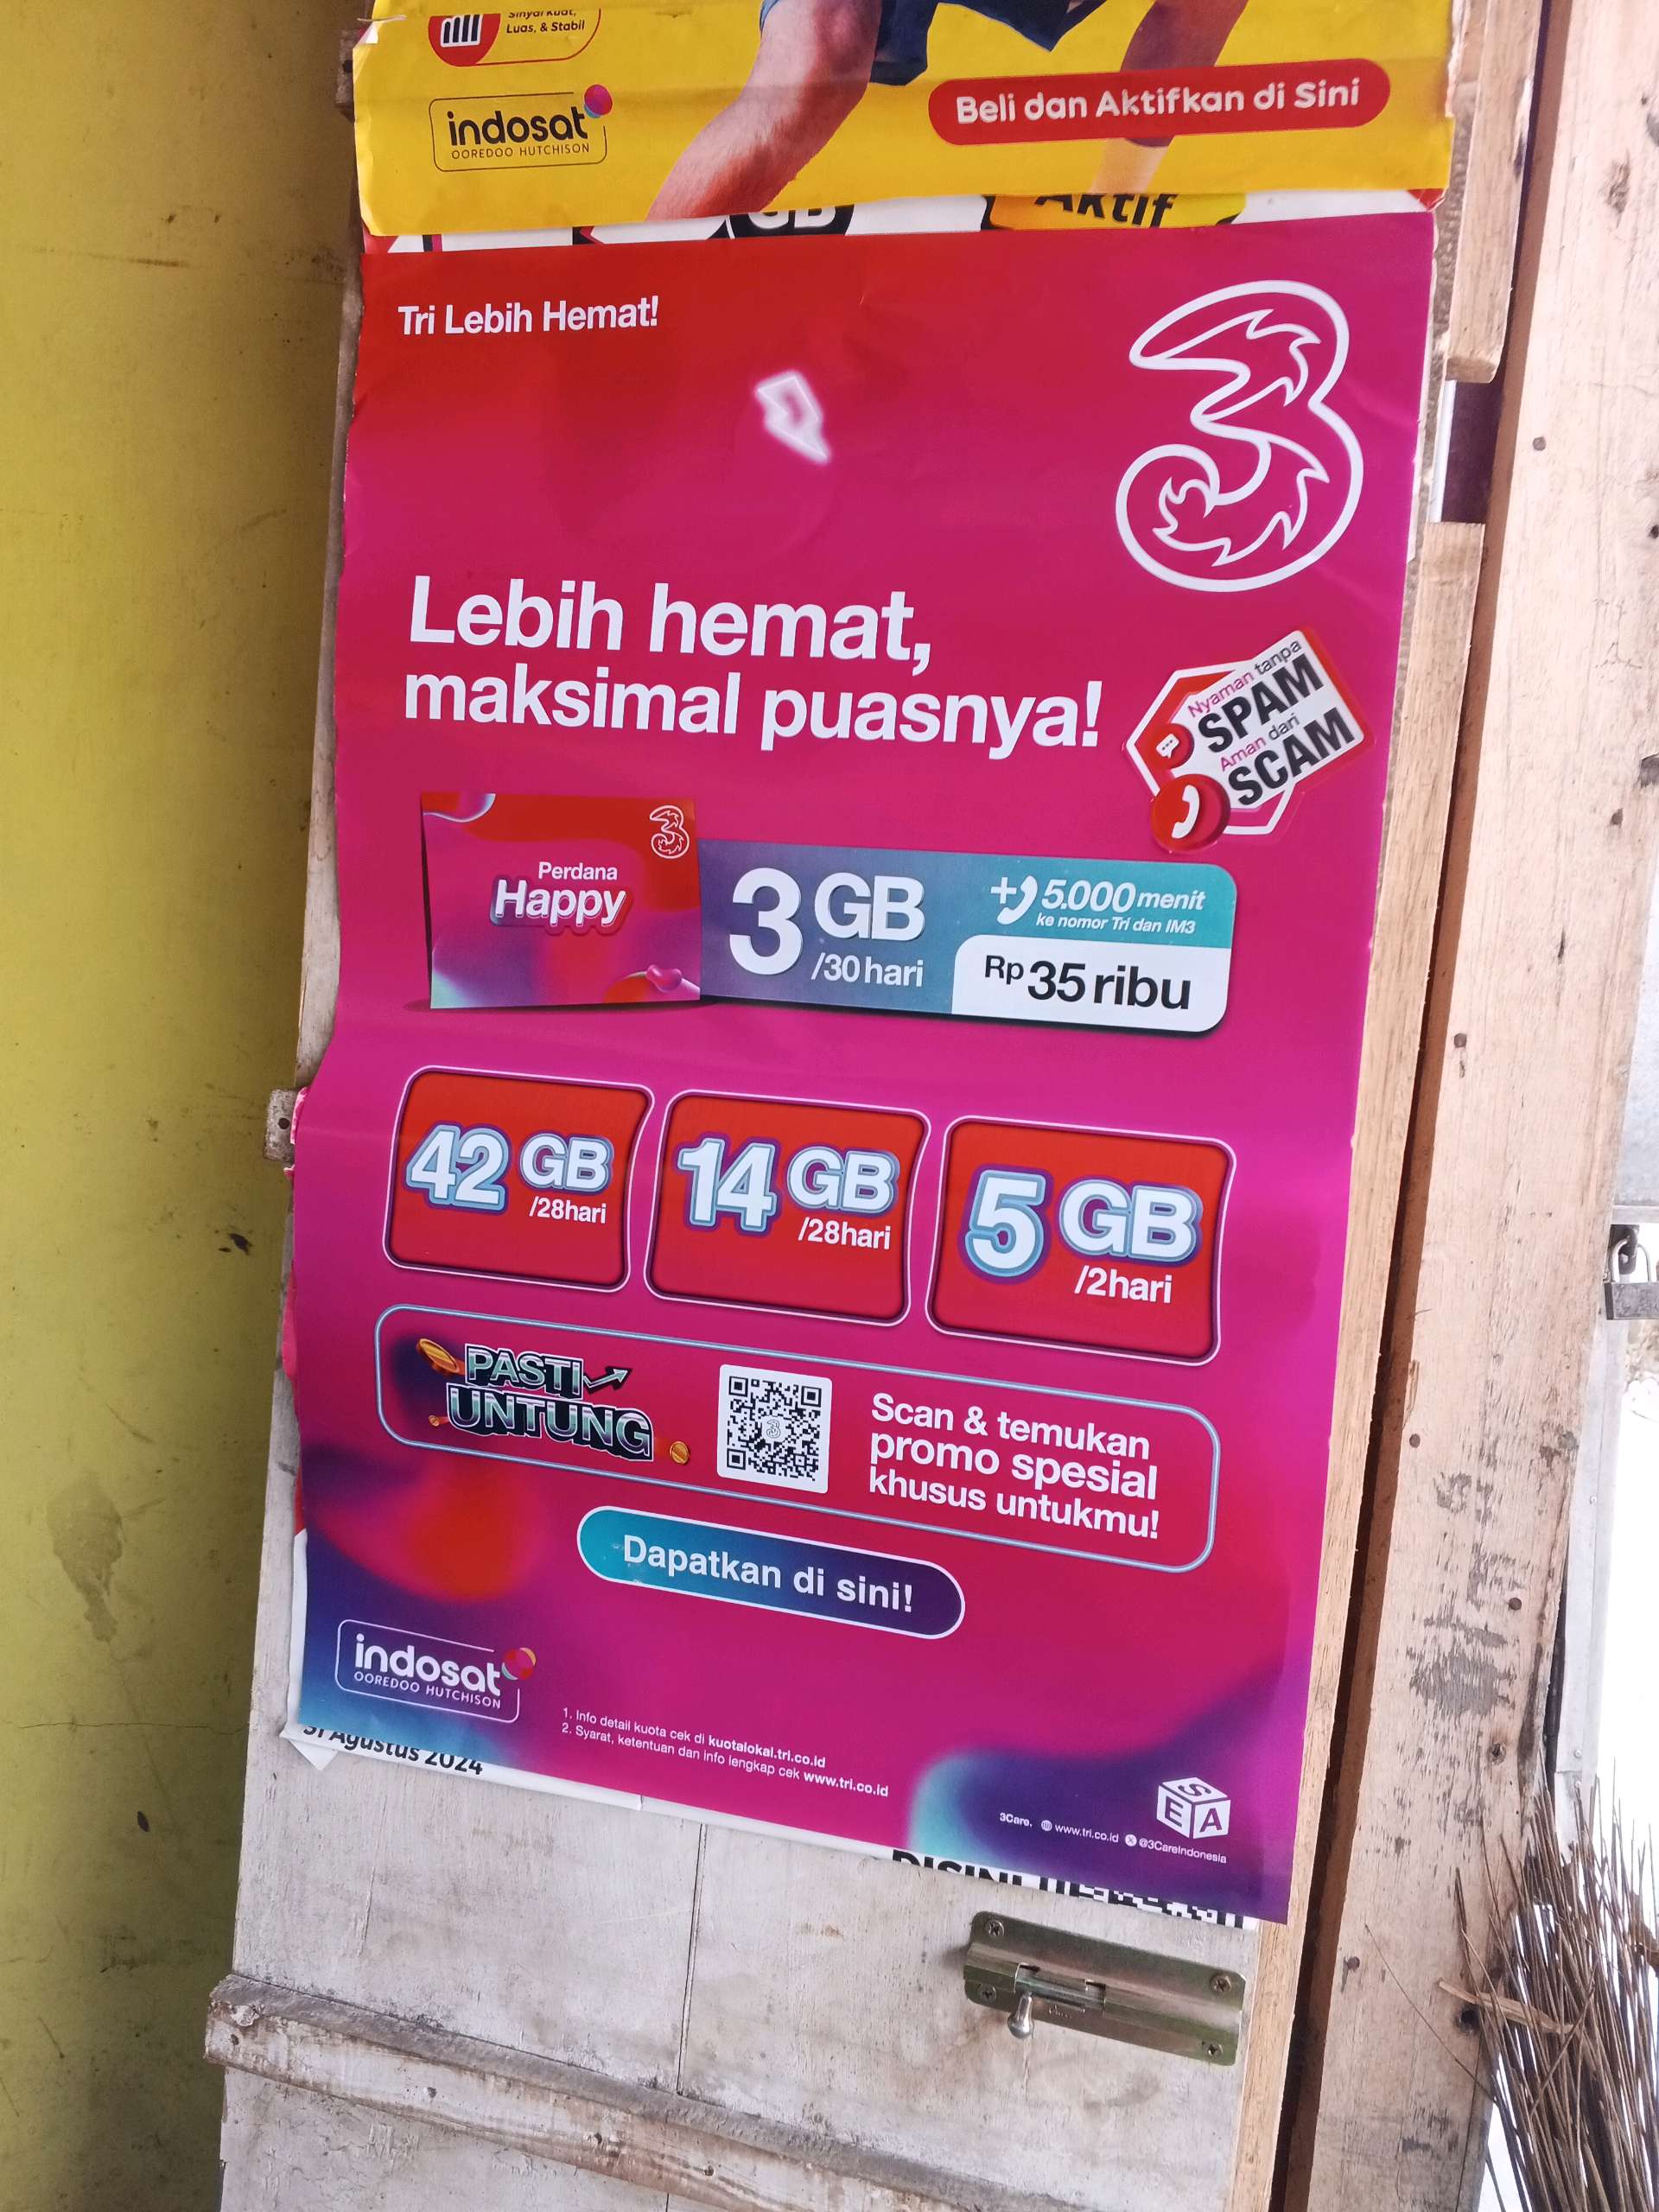 Sinyal Kuat,
Luas, & Stabil
indosat
OOREDOO HUTCHISON
Beli dan Aktifkan di Sini
GB
Aktif
Tri Lebih Hemat!
3
Lebih hemat,
maksimal puasnya!
Nyaman tanpa
SPAM
Aman dari
SCAM
3
Perdana
Happy
3 GB
/30 hari
+ 5.000 menit
ke nomor Tri dan IM3
Rp 35 ribu
42 GB
/28hari
14 GB
/28hari
5 GB
/2hari
PASTI
UNTUNG
Scan & temukan
promo spesial
khusus untukmu!
Dapatkan di sini!
indosat
OOREDOO HUTCHISON
1. Info detail kuota cek di kuotalokal.tri.co.id
2. Syarat, ketentuan dan info lengkap cek www.tri.co.id
3Care. www.tri.co.id @3CareIndonesia
SEA
31 Agustus 2024
DISINI